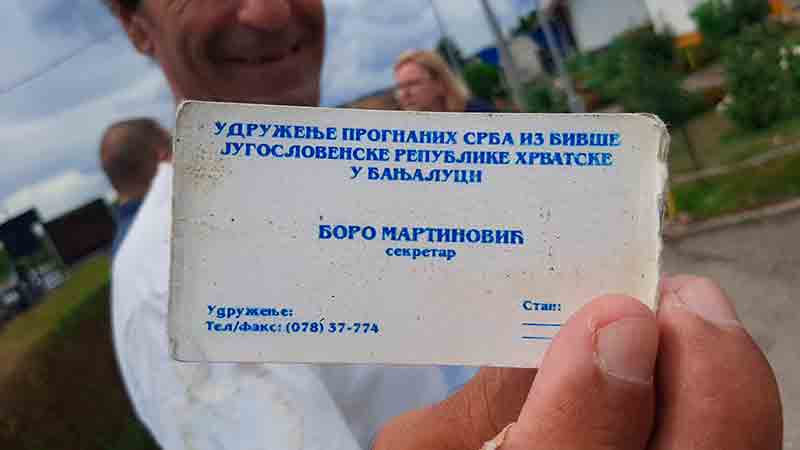 УДРУЖЕЊЕ ПРОГНАНИХ СРБА ИЗ БИВШЕ
ЈУГОСЛОВЕНСКЕ РЕПУБЛИКЕ ХРВАТСКЕ
У БАЊАЛУЦИ
БОРО МАРТИНОВИЋ
секретар
Удружење:
Тел/факс: (078) 37-774
Стан: